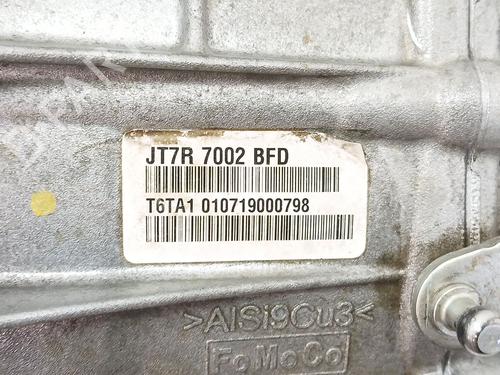 JT7R 7002 BFD
T6TA1 010719000798
>AlSi9Cu3<
FoMoCo